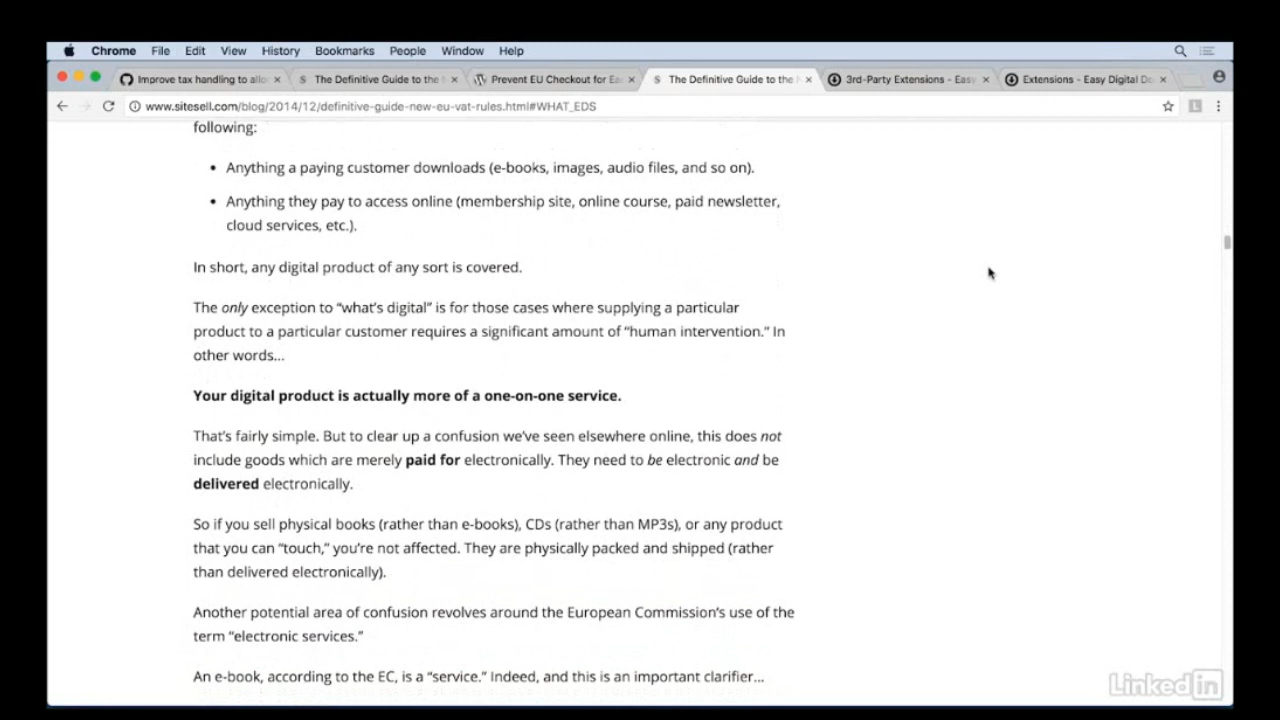 Chrome File Edit View History Bookmarks People Window Help
Improve tax handling to allo
The Definitive Guide to the
Prevent EU Checkout for Ea
The Definitive Guide to the
3rd-Party Extensions - Easy
Extensions - Easy Digital Do
www.sitesell.com/blog/2014/12/definitive-guide-new-eu-vat-rules.html#WHAT_EDS
following:
• Anything a paying customer downloads (e-books, images, audio files, and so on).
• Anything they pay to access online (membership site, online course, paid newsletter,
cloud services, etc.).
In short, any digital product of any sort is covered.
The only exception to “what’s digital” is for those cases where supplying a particular
product to a particular customer requires a significant amount of “human intervention.” In
other words…
Your digital product is actually more of a one-on-one service.
That’s fairly simple. But to clear up a confusion we’ve seen elsewhere online, this does not
include goods which are merely paid for electronically. They need to be electronic and be
delivered electronically.
So if you sell physical books (rather than e-books), CDs (rather than MP3s), or any product
that you can “touch,” you’re not affected. They are physically packed and shipped (rather
than delivered electronically).
Another potential area of confusion revolves around the European Commission’s use of the
term “electronic services.”
An e-book, according to the EC, is a “service.” Indeed, and this is an important clarifier…
Linked in